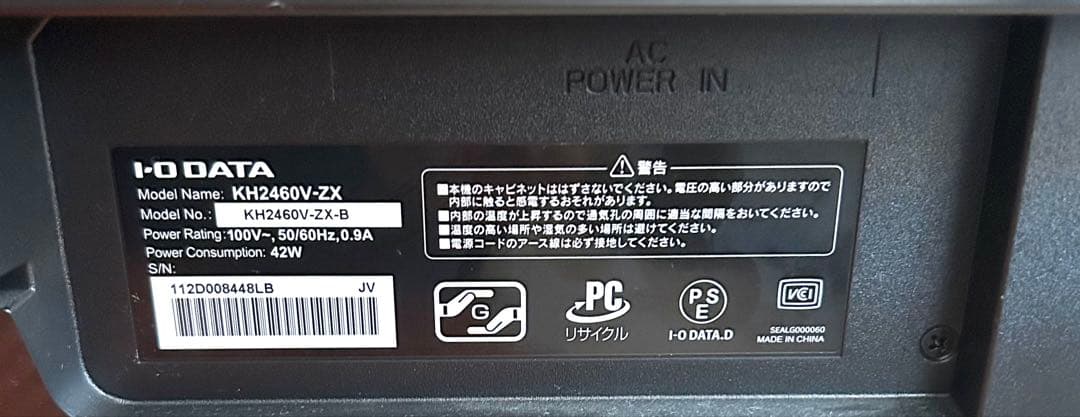 AC
POWER IN
I-O DATA
Model Name: KH2460V-ZX
Model No.: KH2460V-ZX-B
Power Rating: 100V~, 50/60Hz, 0.9A
Power Consumption: 42W
S/N:
112D008448LB JV
⚠警告
■本機のキャビネットははずさないでください。電圧の高い部分がありますので
内部に触ると感電するおそれがあります。
■内部の温度が上昇するので通気孔の周囲に適当な間隔をおいてください。
■温度の高い場所や湿気の多い場所は避けてください。
■電源コードのアース線は必ず接地してください。
G
PC
リサイクル
PS
E
I-O DATA.D
VCI
SEALG000060
MADE IN CHINA